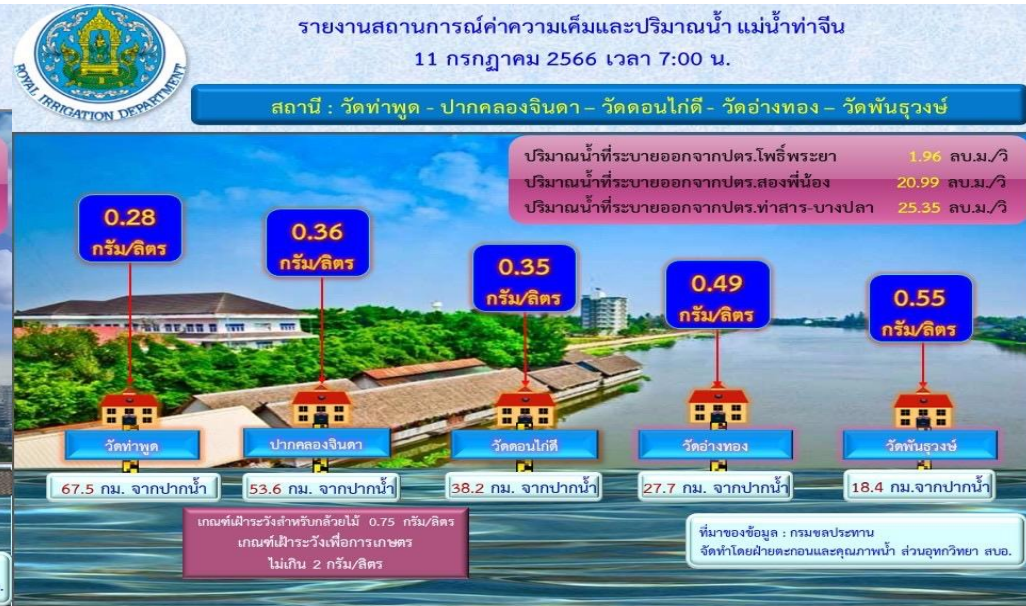 รายงานสถานการณ์ค่าความเค็มและปริมาณน้ำ แม่น้ำท่าจีน
11 กรกฎาคม 2566 เวลา 7:00 น.
ROYAL IRRIGATION DEPARTMENT
สถานี : วัดท่าพูด - ปากคลองจินดา – วัดดอนไก่ดี - วัดอ่างทอง – วัดพันธุวงษ์
ปริมาณน้ำที่ระบายออกจากปตร.โพธิ์พระยา 1.96 ลบ.ม./วิ
ปริมาณน้ำที่ระบายออกจากปตร.สองพี่น้อง 20.99 ลบ.ม./วิ
ปริมาณน้ำที่ระบายออกจากปตร.ท่าสาร-บางปลา 25.35 ลบ.ม./วิ
0.28
กรัม/ลิตร
0.36
กรัม/ลิตร
0.35
กรัม/ลิตร
0.49
กรัม/ลิตร
0.55
กรัม/ลิตร
วัดท่าพูด
ปากคลองจินดา
วัดดอนไก่ดี
วัดอ่างทอง
วัดพันธุวงษ์
67.5 กม. จากปากน้ำ
53.6 กม. จากปากน้ำ
38.2 กม. จากปากน้ำ
27.7 กม. จากปากน้ำ
18.4 กม.จากปากน้ำ
เกณฑ์เฝ้าระวังสำหรับกล้วยไม้ 0.75 กรัม/ลิตร
เกณฑ์เฝ้าระวังเพื่อการเกษตร
ไม่เกิน 2 กรัม/ลิตร
ที่มาของข้อมูล : กรมชลประทาน
จัดทำโดยฝ่ายตะกอนและคุณภาพน้ำ ส่วนอุทกวิทยา สบอ.